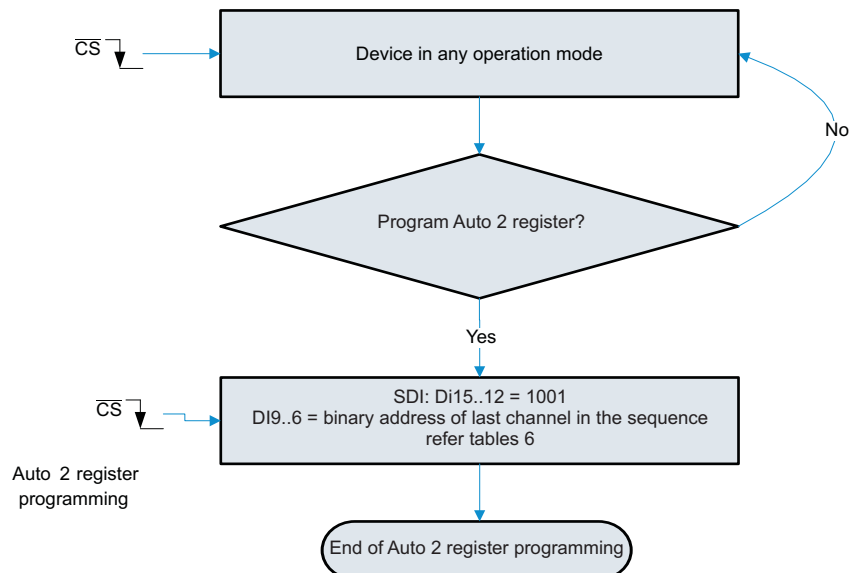 CS
Device in any operation mode
No
Program Auto 2 register?
Yes
CS
SDI: Di15..12 = 1001
DI9..6 = binary address of last channel in the sequence
refer tables 6
Auto 2 register
programming
End of Auto 2 register programming